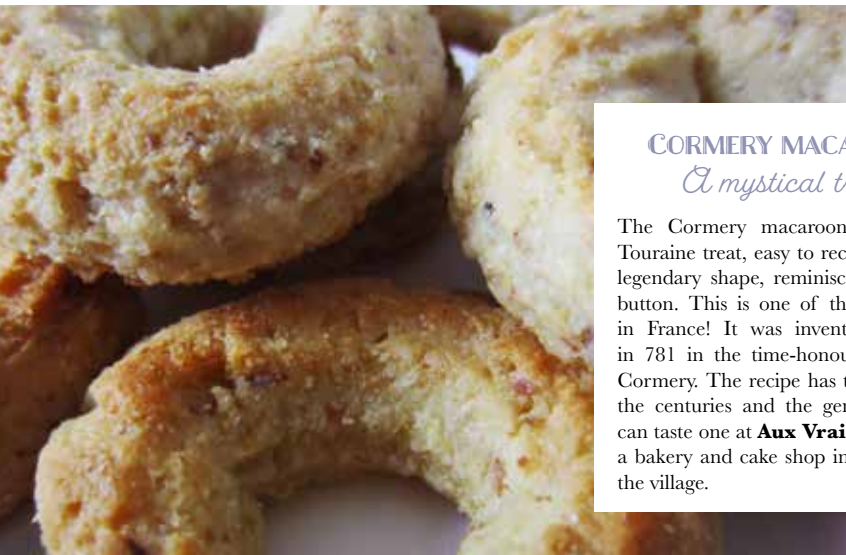 CORMERY MACA
A mystical t
The Cormery macaroon
Touraine treat, easy to rec
legendary shape, reminisc
button. This is one of th
in France! It was invent
in 781 in the time-honou
Cormery. The recipe has t
the centuries and the ger
can taste one at Aux Vrai
a bakery and cake shop in
the village.